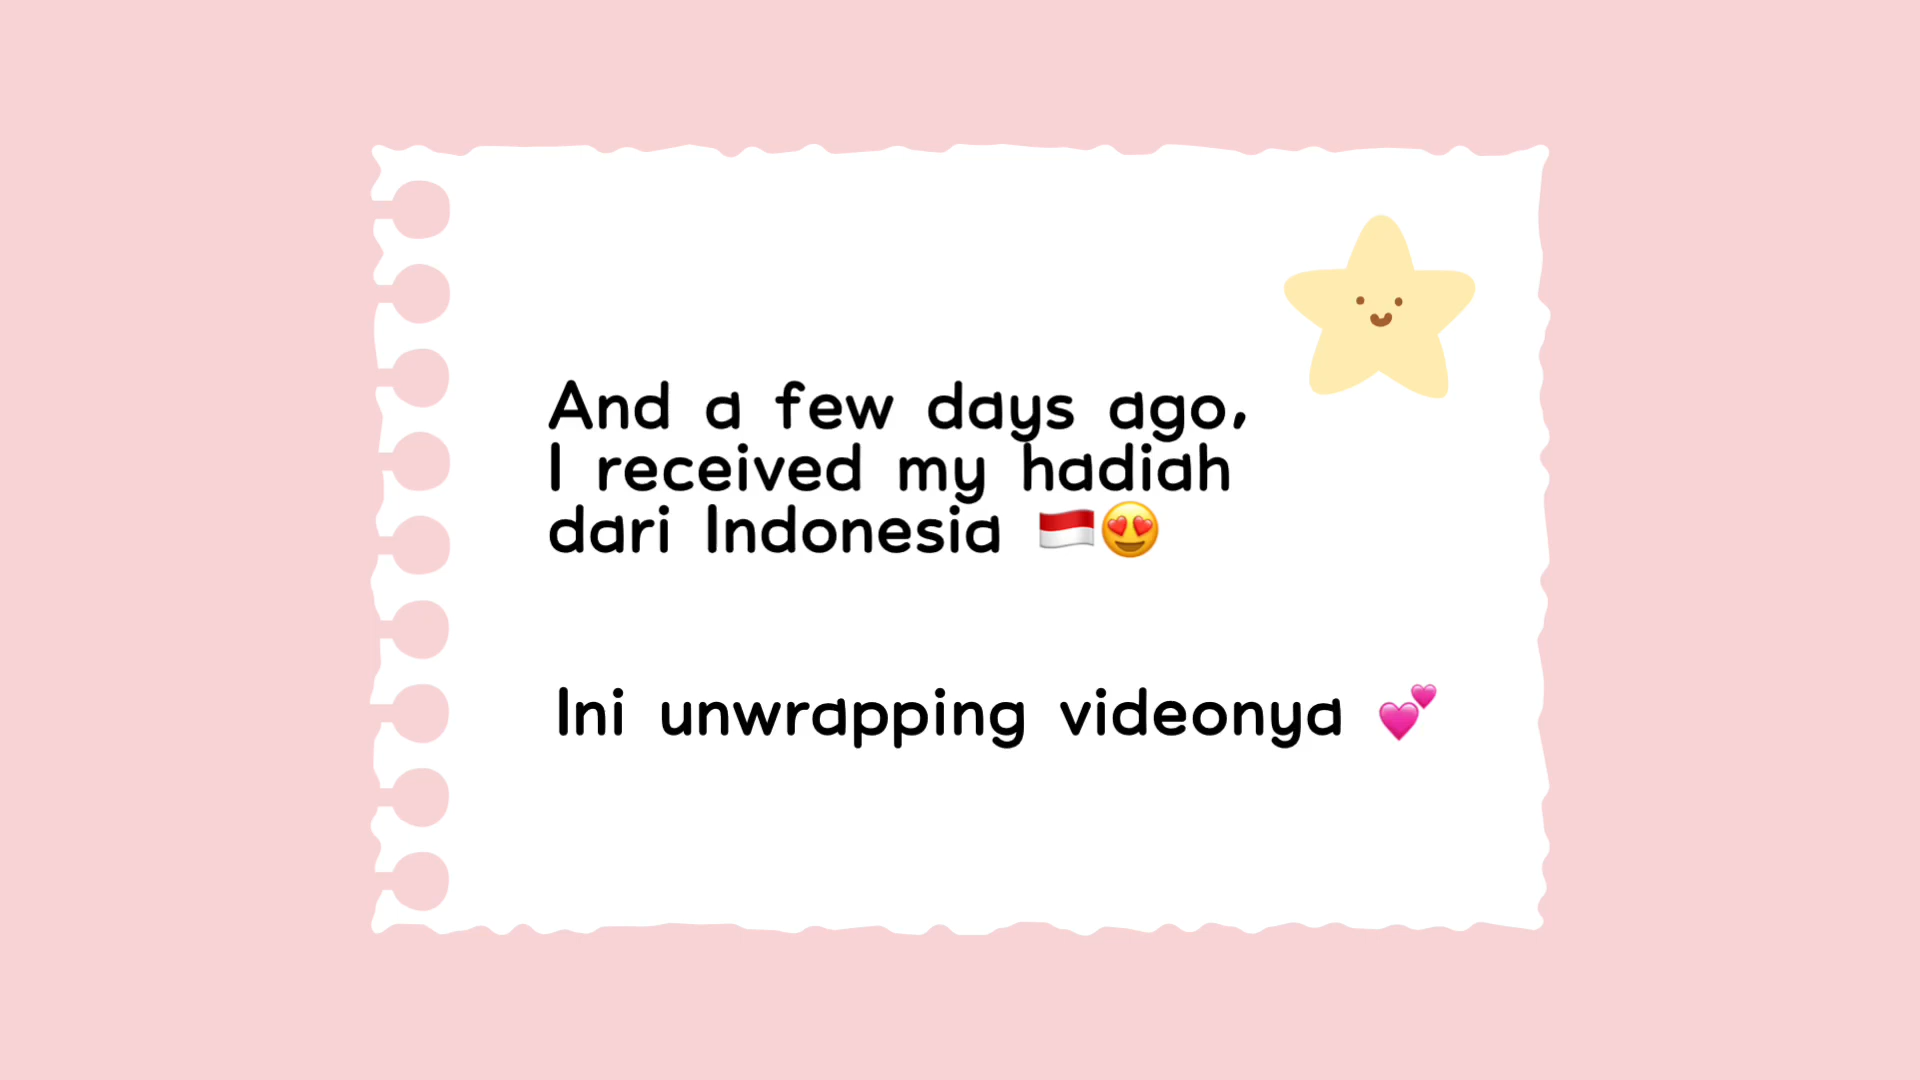 And a few days ago,
I received my hadiah
dari Indonesia 🇮🇩😍
Ini unwrapping videonya 💕